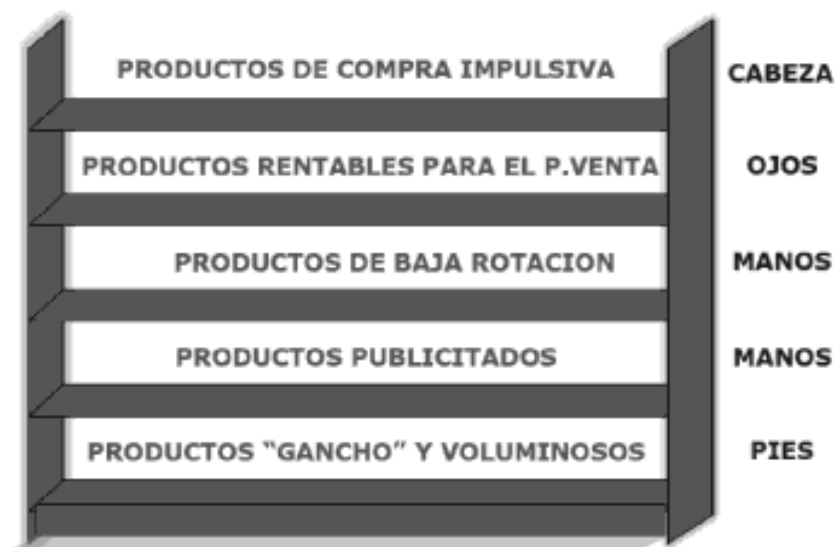 PRODUCTOS DE COMPRA IMPULSIVA CABEZA
PRODUCTOS RENTABLES PARA EL P.VENTA OJOS
PRODUCTOS DE BAJA ROTACION MANOS
PRODUCTOS PUBLICITADOS MANOS
PRODUCTOS “GANCHO” Y VOLUMINOSOS PIES